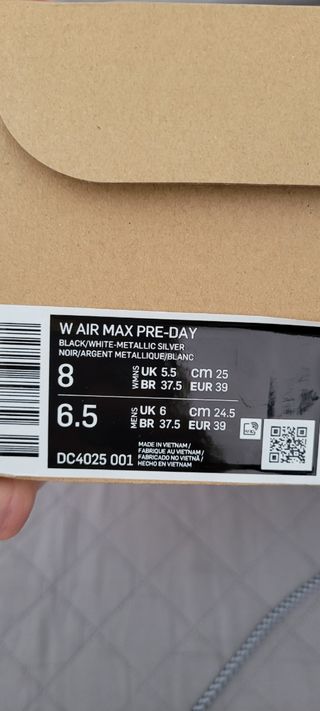 W AIR MAX PRE-DAY
BLACK/WHITE-METALLIC SILVER
NOIR/ARGENT METALLIQUE/BLANC
8 WMNS UK 5.5 cm 25
BR 37.5 EUR 39
6.5 MENS UK 6 cm 24.5
BR 37.5 EUR 39
DC4025 001 MADE IN VIETNAM /
FABRIQUE AU VIETNAM /
FABRICADO NO VIETNÃ /
HECHO EN VIETNAM